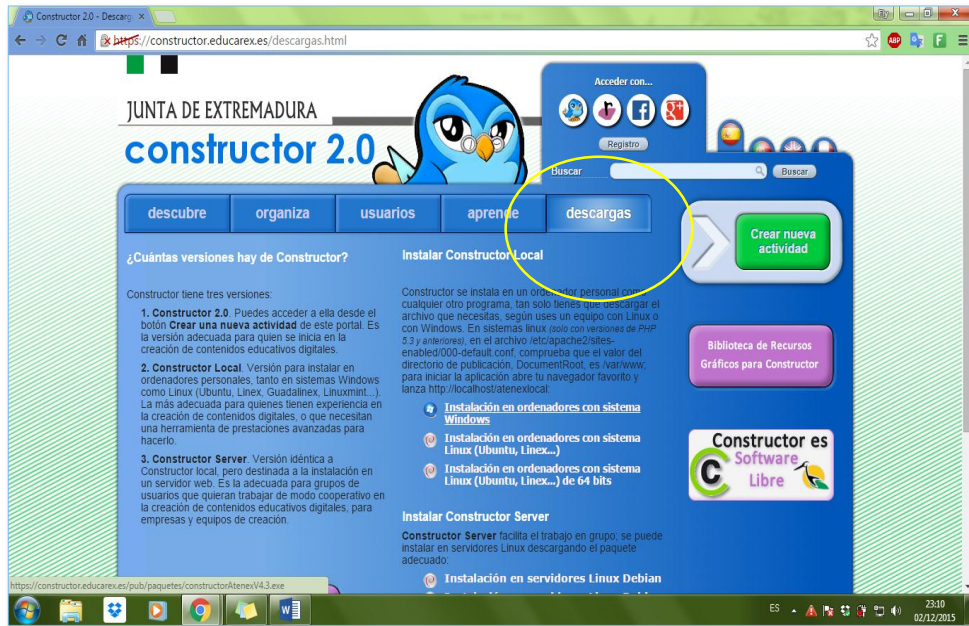 Constructor 2.0 - Descarg
https://constructor.educarex.es/descargas.html
JUNTA DE EXTREMADURA
constructor 2.0
Acceder con...
Registro
Buscar
Buscar
descubre organiza usuarios aprende descargas
Crear nueva
actividad
¿Cuántas versiones hay de Constructor?
Constructor tiene tres versiones:
1. Constructor 2.0. Puedes acceder a ella desde el
botón Crear una nueva actividad de este portal. Es
la versión adecuada para quien se inicia en la
creación de contenidos educativos digitales.
2. Constructor Local. Versión para instalar en
ordenadores personales, tanto en sistemas Windows
como Linux (Ubuntu, Linex, Guadalinex, Linuxmint...).
La más adecuada para quienes tienen experiencia en
la creación de contenidos digitales, o que necesitan
una herramienta de prestaciones avanzadas para
hacerlo.
3. Constructor Server. Versión idéntica a
Constructor local, pero destinada a la instalación en
un servidor web. Es la adecuada para grupos de
usuarios que quieran trabajar de modo cooperativo en
la creación de contenidos educativos digitales, para
empresas y equipos de creación.
Instalar Constructor Local
Constructor se instala en un ordenador personal como
cualquier otro programa, tan solo tienes que descargar el
archivo que necesitas, según uses un equipo con Linux o
con Windows. En sistemas linux (solo con versiones de PHP
5.3 y anteriores), en el archivo /etc/apache2/sites-
enabled/000-default.conf, comprueba que el valor del
directorio de publicación, DocumentRoot, es /var/www;
para iniciar la aplicación abre tu navegador favorito y
lanza http://localhost/atenexlocal:
Instalación en ordenadores con sistema
Windows
Instalación en ordenadores con sistema
Linux (Ubuntu, Linex...)
Instalación en ordenadores con sistema
Linux (Ubuntu, Linex...) de 64 bits
Instalar Constructor Server
Constructor Server facilita el trabajo en grupo; se puede
instalar en servidores Linux descargando el paquete
adecuado:
Instalación en servidores Linux Debian
Biblioteca de Recursos
Gráficos para Constructor
Constructor es
Software
Libre
https://constructor.educarex.es/pub/paquetes/constructorAtenexV4.3.exe
ES
23:10
02/12/2015